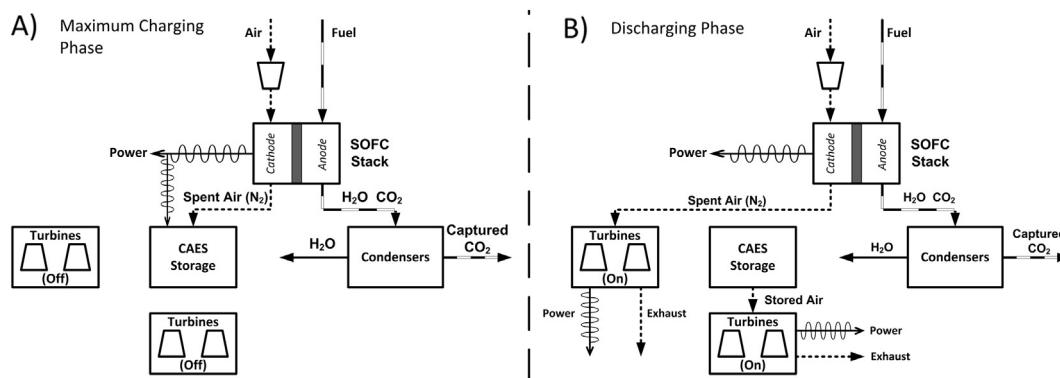 A)
Maximum Charging
Phase
Air
Fuel
Cathode
Anode
SOFC
Stack
Power
Spent Air (N₂)
H₂O CO₂
Turbines
(Off)
CAES
Storage
H₂O
Condensers
Captured
CO₂
Turbines
(Off)
B)
Discharging Phase
Air
Fuel
Cathode
Anode
SOFC
Stack
Power
Spent Air (N₂)
H₂O CO₂
Turbines
(On)
CAES
Storage
H₂O
Condensers
Captured
CO₂
Stored Air
Power
Exhaust
Turbines
(On)
Power
Exhaust